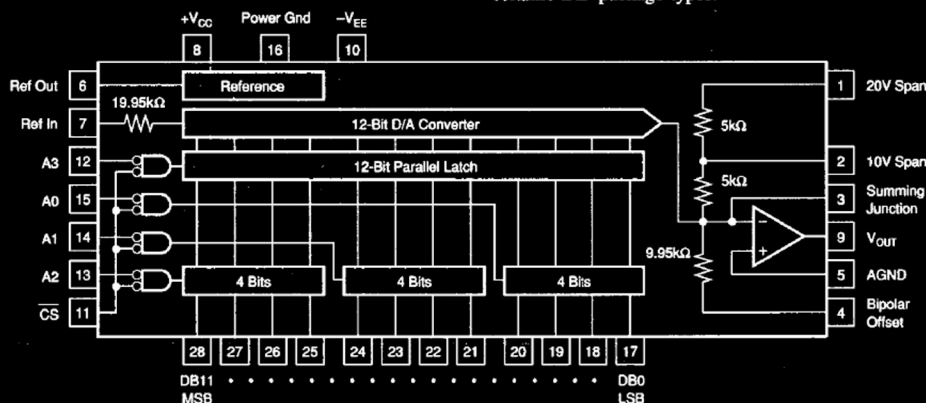 +VCC Power Gnd −VEE
8 16 10
Ref Out 6 Reference 1 20V Span
19.95kΩ
Ref In 7 12-Bit D/A Converter 5kΩ
A3 12 12-Bit Parallel Latch 2 10V Span
5kΩ
A0 15 3 Summing Junction
A1 14 9 VOUT
9.95kΩ
A2 13 4 Bits 4 Bits 4 Bits 5 AGND
CS 11 4 Bipolar Offset
− +
28 27 26 25 24 23 22 21 20 19 18 17
DB11 DB0
MSB LSB